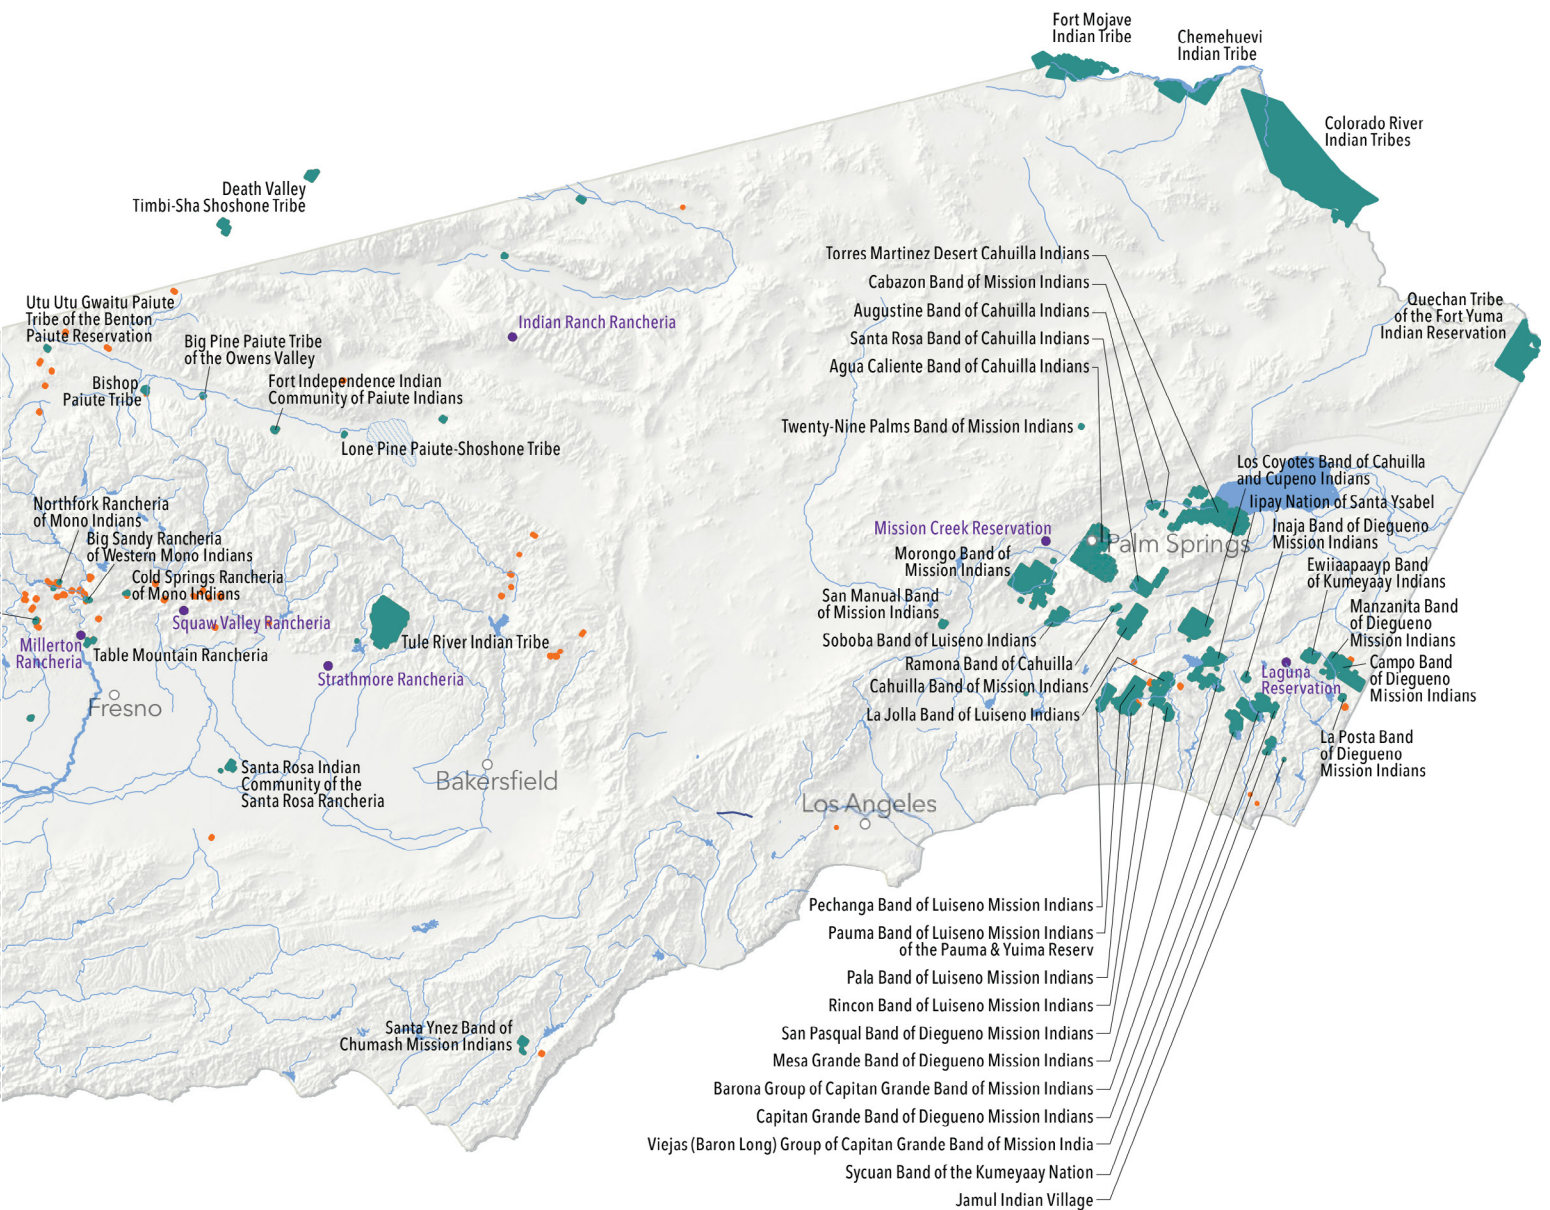 Fort Mojave
Indian Tribe
Chemehuevi
Indian Tribe
Colorado River
Indian Tribes
Death Valley
Timbi-Sha Shoshone Tribe
Torres Martinez Desert Cahuilla Indians
Cabazon Band of Mission Indians
Augustine Band of Cahuilla Indians
Santa Rosa Band of Cahuilla Indians
Agua Caliente Band of Cahuilla Indians
Utu Utu Gwaitu Paiute
Tribe of the Benton
Paiute Reservation
Indian Ranch Rancheria
Quechan Tribe
of the Fort Yuma
Indian Reservation
Big Pine Paiute Tribe
of the Owens Valley
Bishop
Paiute Tribe
Fort Independence Indian
Community of Paiute Indians
Lone Pine Paiute-Shoshone Tribe
Twenty-Nine Palms Band of Mission Indians
Los Coyotes Band of Cahuilla
and Cupeno Indians
Iipay Nation of Santa Ysabel
Inaja Band of Diegueno
Mission Indians
Ewiiaapaayp Band
of Kumeyaay Indians
Manzanita Band
of Diegueno
Mission Indians
Campo Band
of Diegueno
Mission Indians
Laguna
Reservation
La Posta Band
of Diegueno
Mission Indians
Northfork Rancheria
of Mono Indians
Big Sandy Rancheria
of Western Mono Indians
Cold Springs Rancheria
of Mono Indians
Squaw Valley Rancheria
Millerton
Rancheria
Table Mountain Rancheria
Tule River Indian Tribe
Strathmore Rancheria
Fresno
Mission Creek Reservation
Palm Springs
Morongo Band of
Mission Indians
San Manual Band
of Mission Indians
Soboba Band of Luiseno Indians
Ramona Band of Cahuilla
Cahuilla Band of Mission Indians
La Jolla Band of Luiseno Indians
Santa Rosa Indian
Community of the
Santa Rosa Rancheria
Bakersfield
Los Angeles
Pechanga Band of Luiseno Mission Indians
Pauma Band of Luiseno Mission Indians
of the Pauma & Yuima Reserv
Pala Band of Luiseno Mission Indians
Rincon Band of Luiseno Mission Indians
San Pasqual Band of Diegueno Mission Indians
Mesa Grande Band of Diegueno Mission Indians
Barona Group of Capitan Grande Band of Mission Indians
Capitan Grande Band of Diegueno Mission Indians
Viejas (Baron Long) Group of Capitan Grande Band of Mission India
Sycuan Band of the Kumeyaay Nation
Jamul Indian Village
Santa Ynez Band of
Chumash Mission Indians